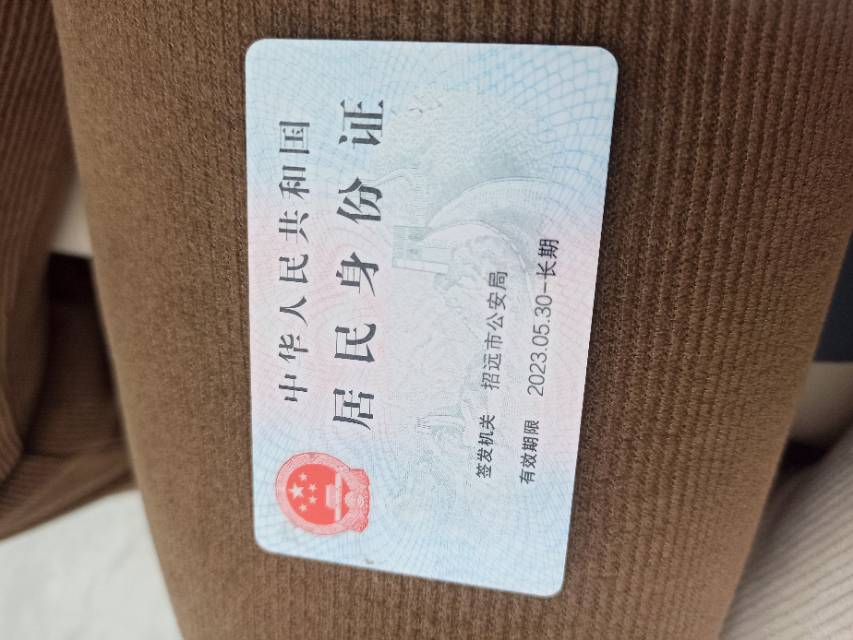 中华人民共和国
居民身份证
签发机关 招远市公安局
有效期限 2023.05.30-长期